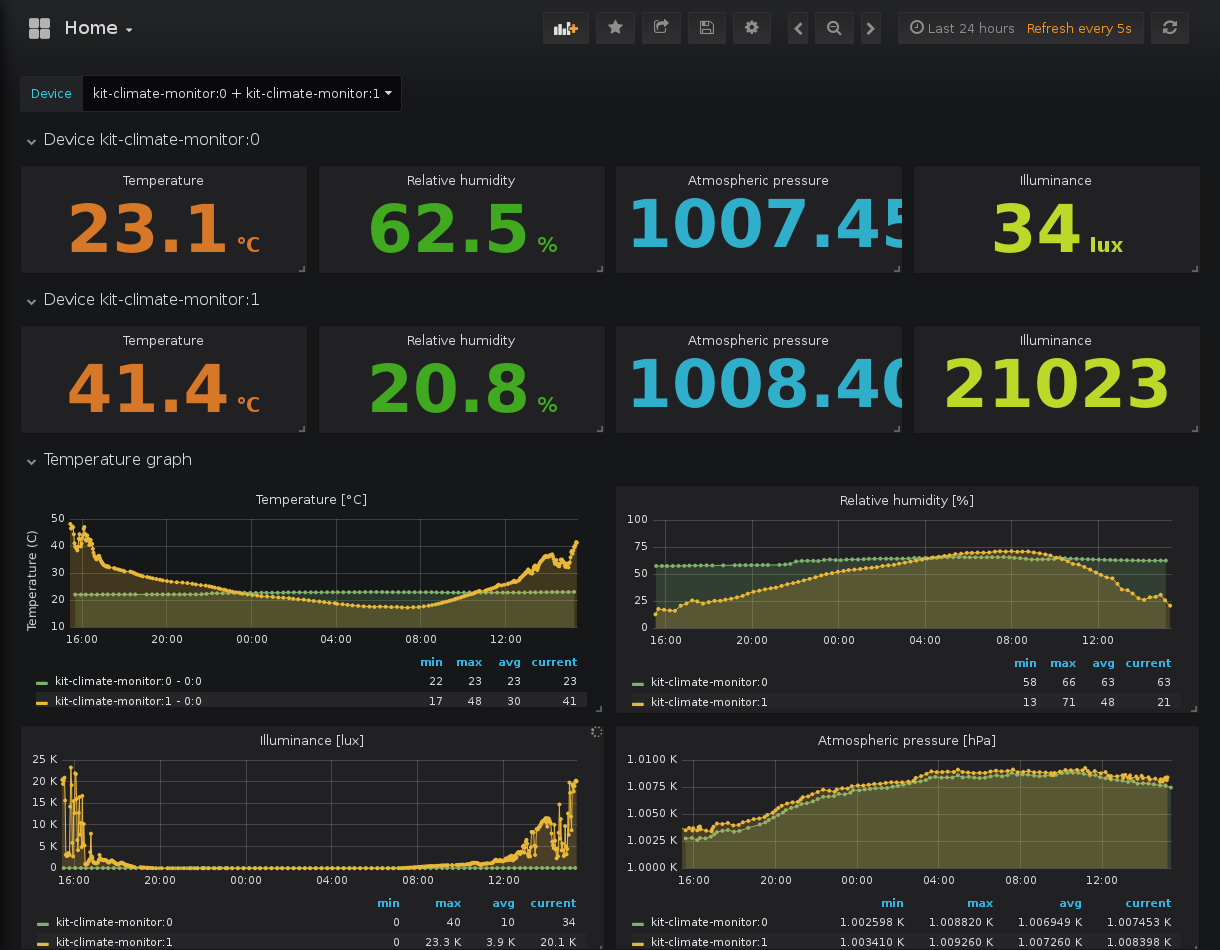 Home
Last 24 hours Refresh every 5s
Device kit-climate-monitor:0 + kit-climate-monitor:1
Device kit-climate-monitor:0
Temperature Relative humidity Atmospheric pressure Illuminance
23.1 °C 62.5 % 1007.45 34 lux
Device kit-climate-monitor:1
Temperature Relative humidity Atmospheric pressure Illuminance
41.4 °C 20.8 % 1008.40 21023
Temperature graph
Temperature [°C]
Temperature (C)
50
40
30
20
10
16:00 20:00 00:00 04:00 08:00 12:00
min max avg current
kit-climate-monitor:0 - 0:0 22 23 23 23
kit-climate-monitor:1 - 0:0 17 48 30 41
Relative humidity [%]
100
75
50
25
0
16:00 20:00 00:00 04:00 08:00 12:00
min max avg current
kit-climate-monitor:0 58 66 63 63
kit-climate-monitor:1 13 71 48 21
Illuminance [lux]
25 K
20 K
15 K
10 K
5 K
0
16:00 20:00 00:00 04:00 08:00 12:00
min max avg current
kit-climate-monitor:0 0 40 10 34
kit-climate-monitor:1 0 23.3 K 3.9 K 20.1 K
Atmospheric pressure [hPa]
1.0100 K
1.0075 K
1.0050 K
1.0025 K
1.0000 K
16:00 20:00 00:00 04:00 08:00 12:00
min max avg current
kit-climate-monitor:0 1.002598 K 1.008820 K 1.006949 K 1.007453 K
kit-climate-monitor:1 1.003410 K 1.009260 K 1.007260 K 1.008398 K